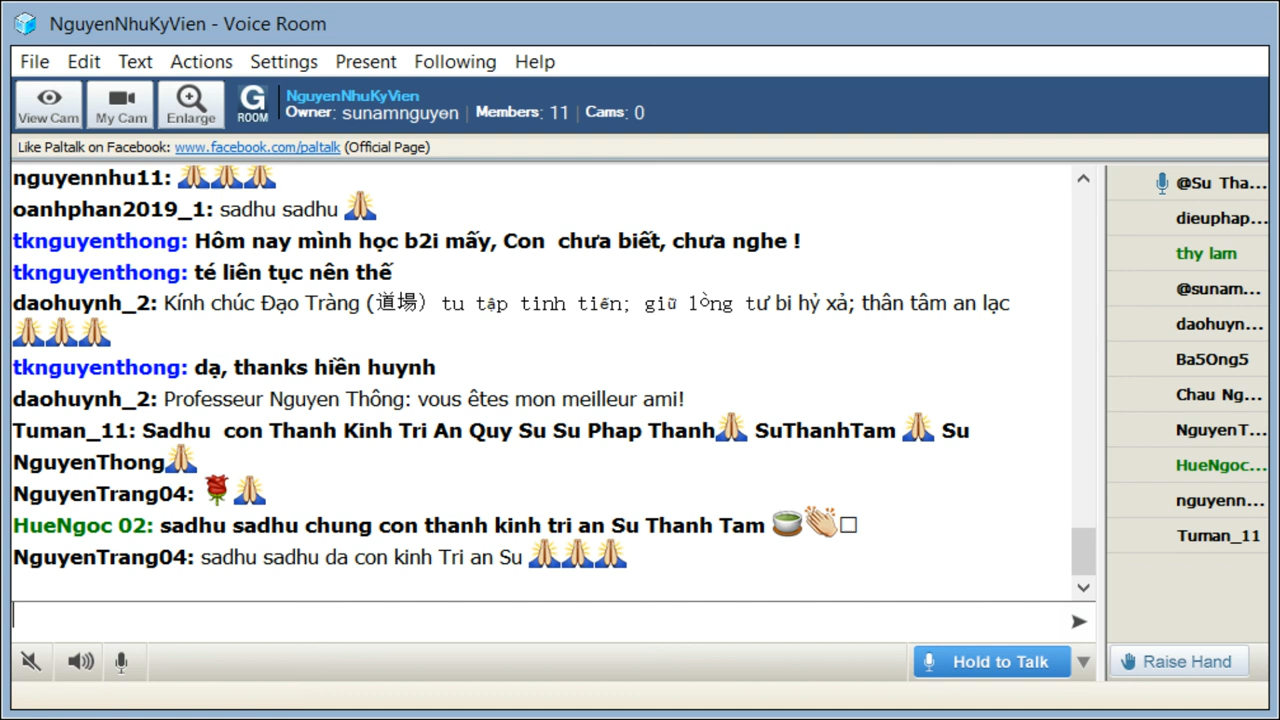 NguyenNhuKyVien - Voice Room
File Edit Text Actions Settings Present Following Help
View Cam My Cam Enlarge G ROOM
NguyenNhuKyVien
Owner: sunamnguyen | Members: 11 | Cams: 0
Like Paltalk on Facebook: www.facebook.com/paltalk (Official Page)
nguyennhu11: 🙏🙏🙏
oanhphan2019_1: sadhu sadhu 🙏
tknguyenthong: Hôm nay mình học b2i mấy, Con chưa biết, chưa nghe !
tknguyenthong: té liên tục nên thế
daohuynh_2: Kính chúc Đạo Tràng (道場) tu tập tinh tiến; giữ lòng tư bi hỷ xả; thân tâm an lạc
🙏🙏🙏
tknguyenthong: dạ, thanks hiền huynh
daohuynh_2: Professeur Nguyen Thông: vous êtes mon meilleur ami!
Tuman_11: Sadhu con Thanh Kinh Tri An Quy Su Su Phap Thanh🙏 SuThanhTam 🙏 Su
NguyenThong🙏
NguyenTrang04: 🌹🙏
HueNgoc 02: sadhu sadhu chung con thanh kinh tri an Su Thanh Tam 🍵👏□
NguyenTrang04: sadhu sadhu da con kinh Tri an Su 🙏🙏🙏
@Su Tha...
dieuphap...
thy lam
@sunam...
daohuyn...
Ba5Ong5
Chau Ng...
NguyenT...
HueNgoc...
nguyenn...
Tuman_11
Hold to Talk
Raise Hand